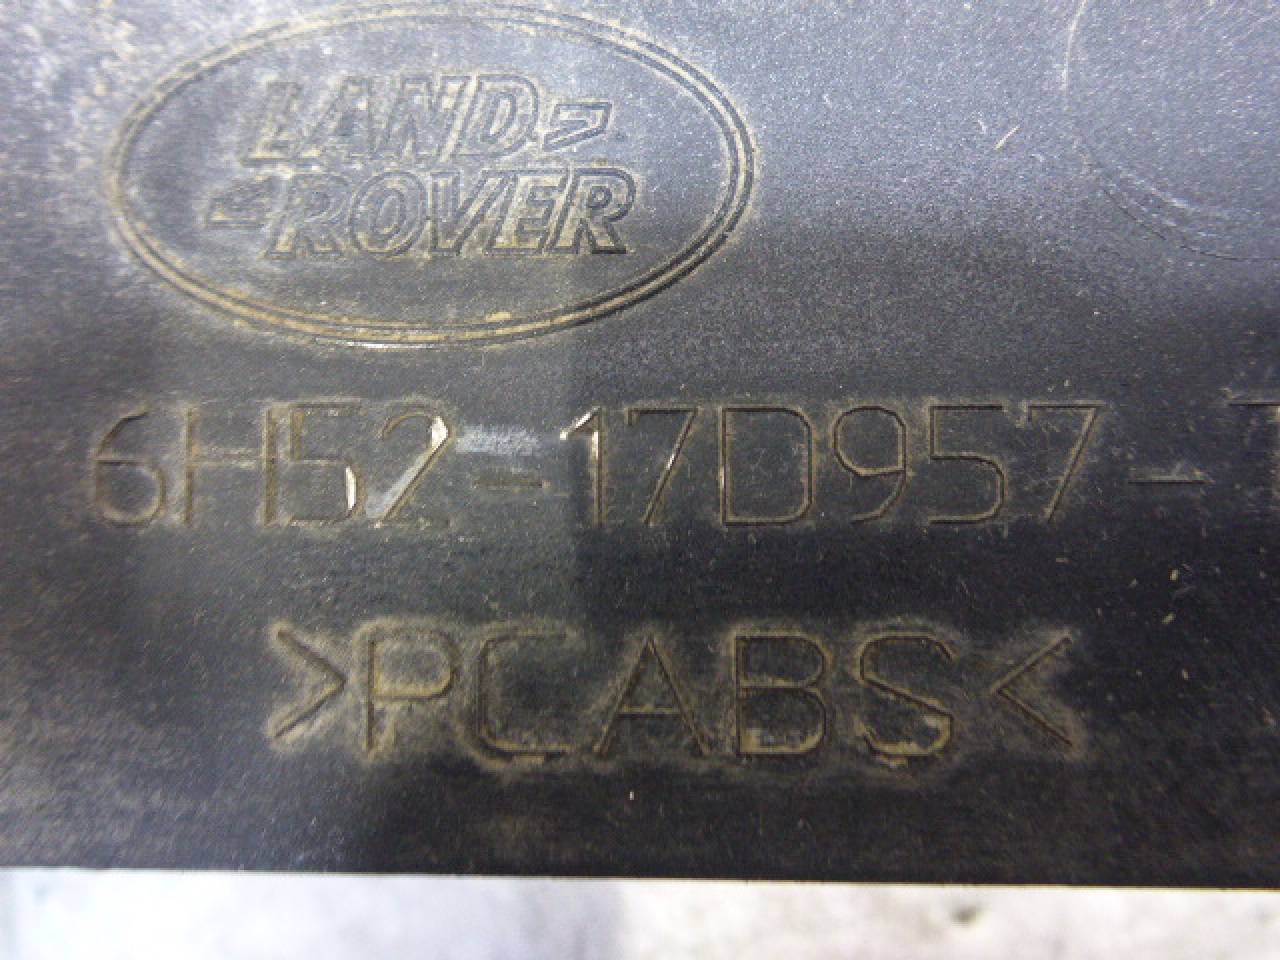 LAND
ROVER
6H52-17D957-
>PCABS<